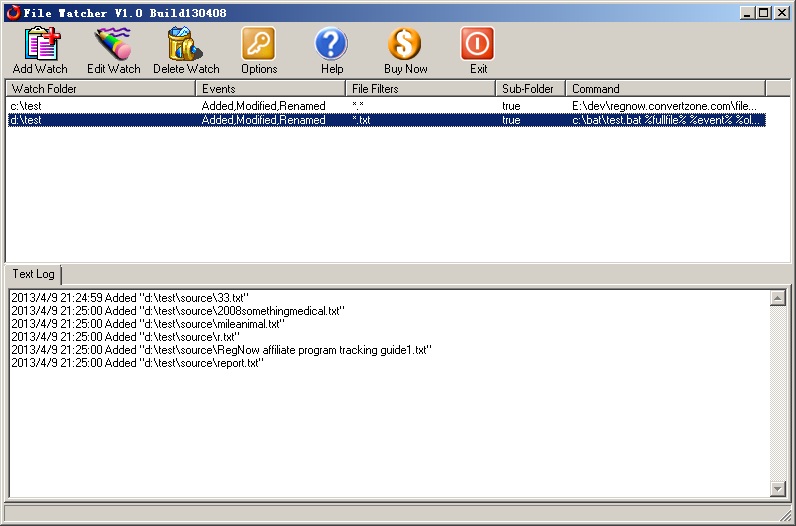 File Watcher V1.0 Build130408
Add Watch Edit Watch Delete Watch Options Help Buy Now Exit
Watch Folder Events File Filters Sub-Folder Command
c:\test Added,Modified,Renamed *.* true E:\dev\regnow.convertzone.com\file...
d:\test Added,Modified,Renamed *.txt true c:\bat\test.bat %fullfile% %event% %ol...
Text Log
2013/4/9 21:24:59 Added "d:\test\source\33.txt"
2013/4/9 21:25:00 Added "d:\test\source\2008somethingmedical.txt"
2013/4/9 21:25:00 Added "d:\test\source\mileanimal.txt"
2013/4/9 21:25:00 Added "d:\test\source\r.txt"
2013/4/9 21:25:00 Added "d:\test\source\RegNow affiliate program tracking guide1.txt"
2013/4/9 21:25:00 Added "d:\test\source\report.txt"